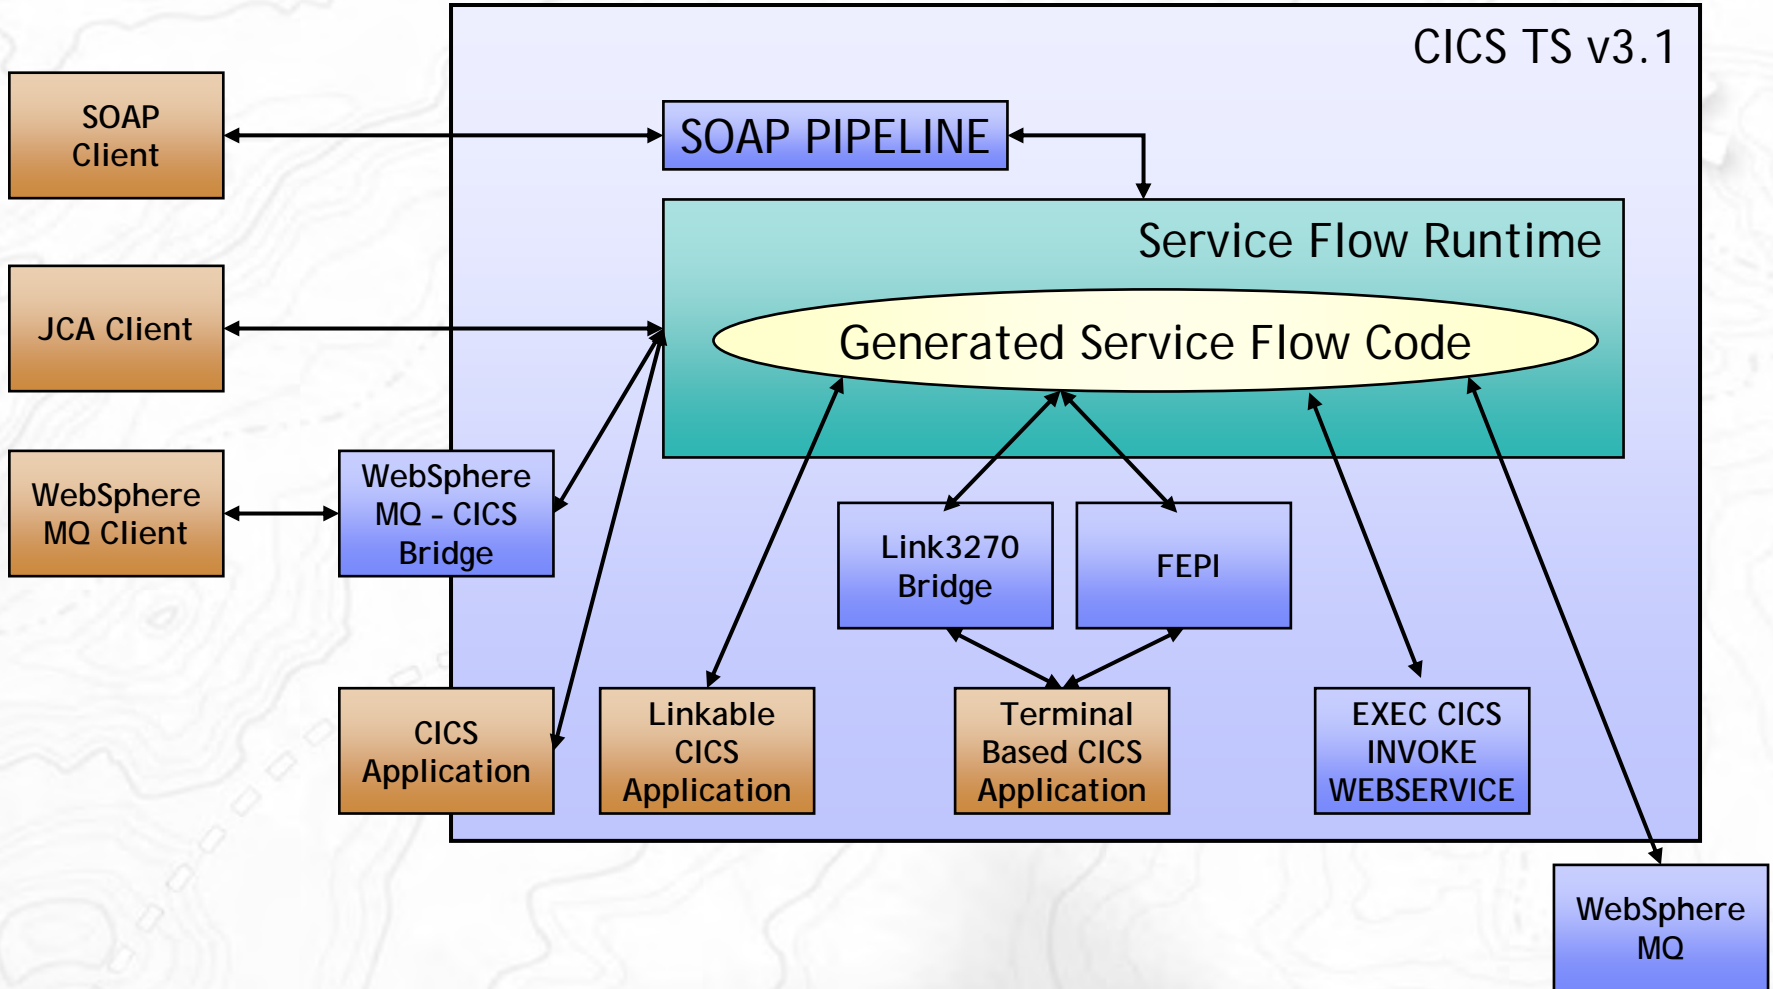 CICS TS v3.1
SOAP
Client
SOAP PIPELINE
Service Flow Runtime
JCA Client
Generated Service Flow Code
WebSphere
MQ Client
WebSphere
MQ - CICS
Bridge
Link3270
Bridge
FEPI
CICS
Application
Linkable
CICS
Application
Terminal
Based CICS
Application
EXEC CICS
INVOKE
WEBSERVICE
WebSphere
MQ